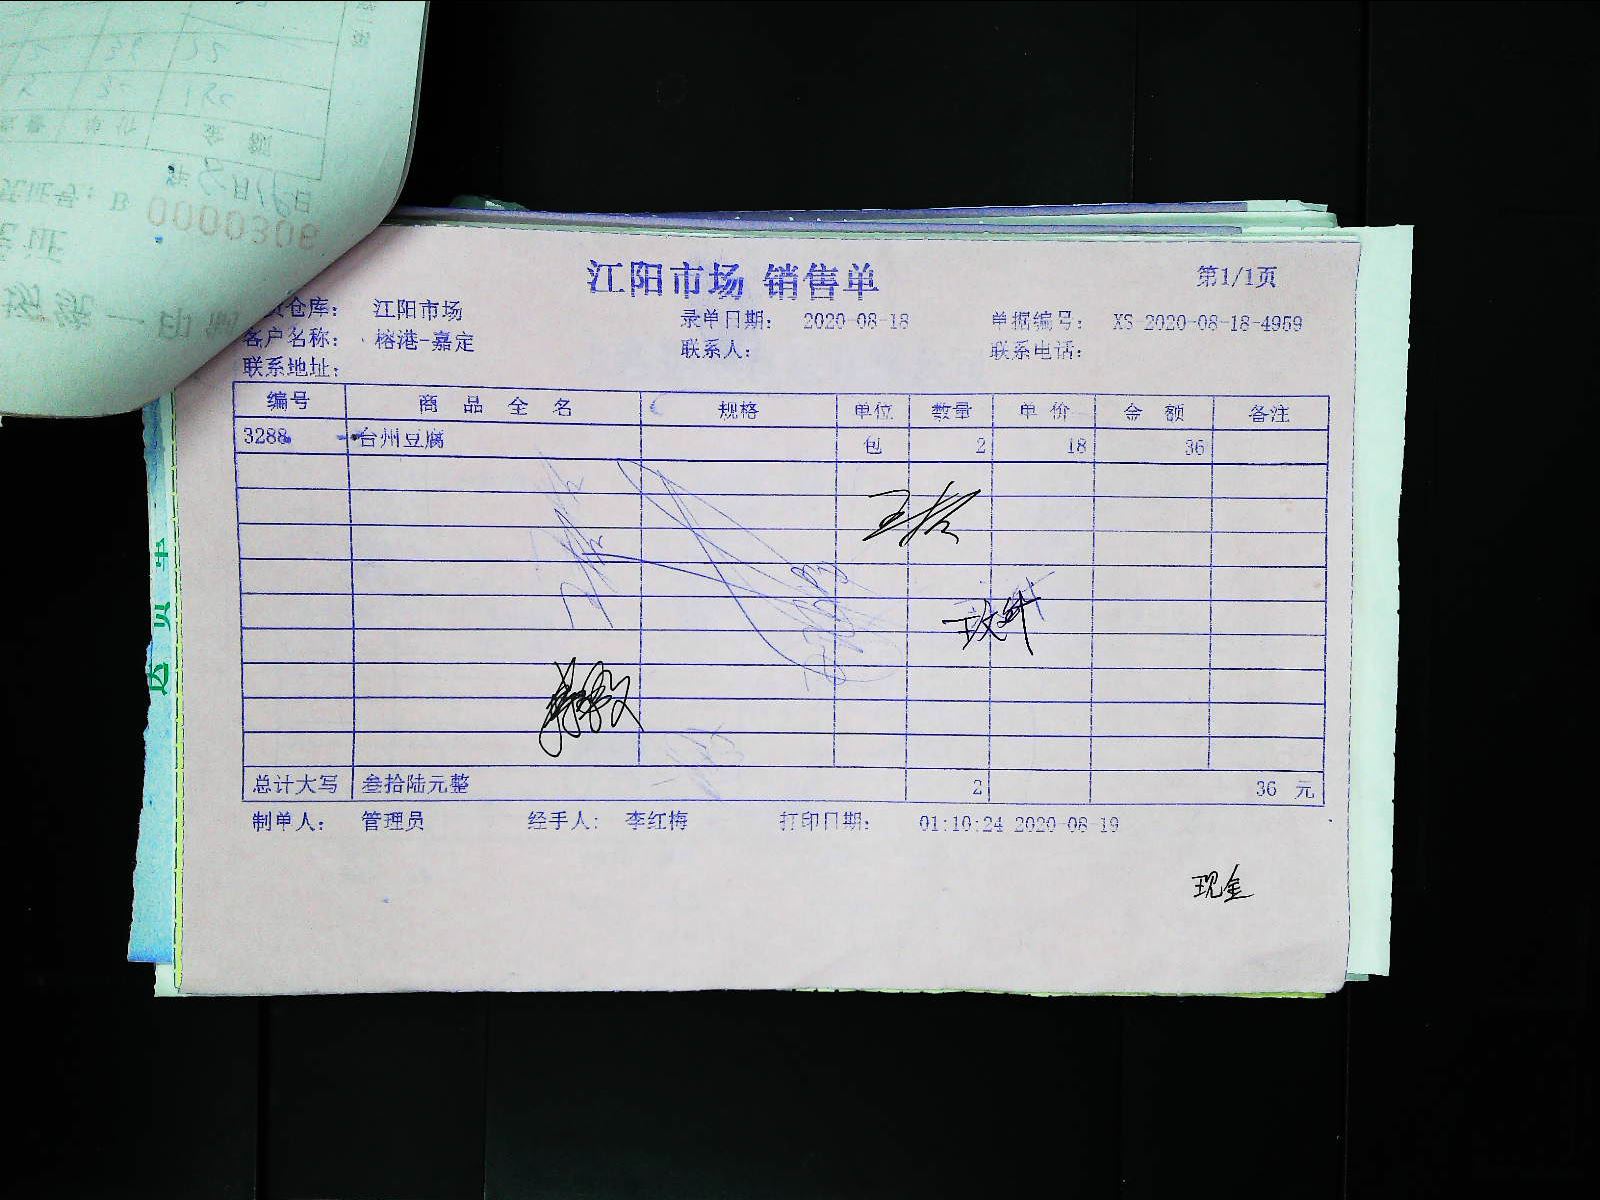 江阳市场 销售单
第1/1页
仓库: 江阳市场
录单日期: 2020-08-18
单据编号: XS-2020-08-18-4959
客户名称: 榕港-嘉定
联系人:
联系电话:
联系地址:
编号 商品全名 规格 单位 数量 单价 金额 备注
3288 台州豆腐 包 2 18 36
总计大写 叁拾陆元整 2 36 元
制单人: 管理员 经手人: 李红梅 打印日期: 01:10:24 2020-08-19
现金
0000306